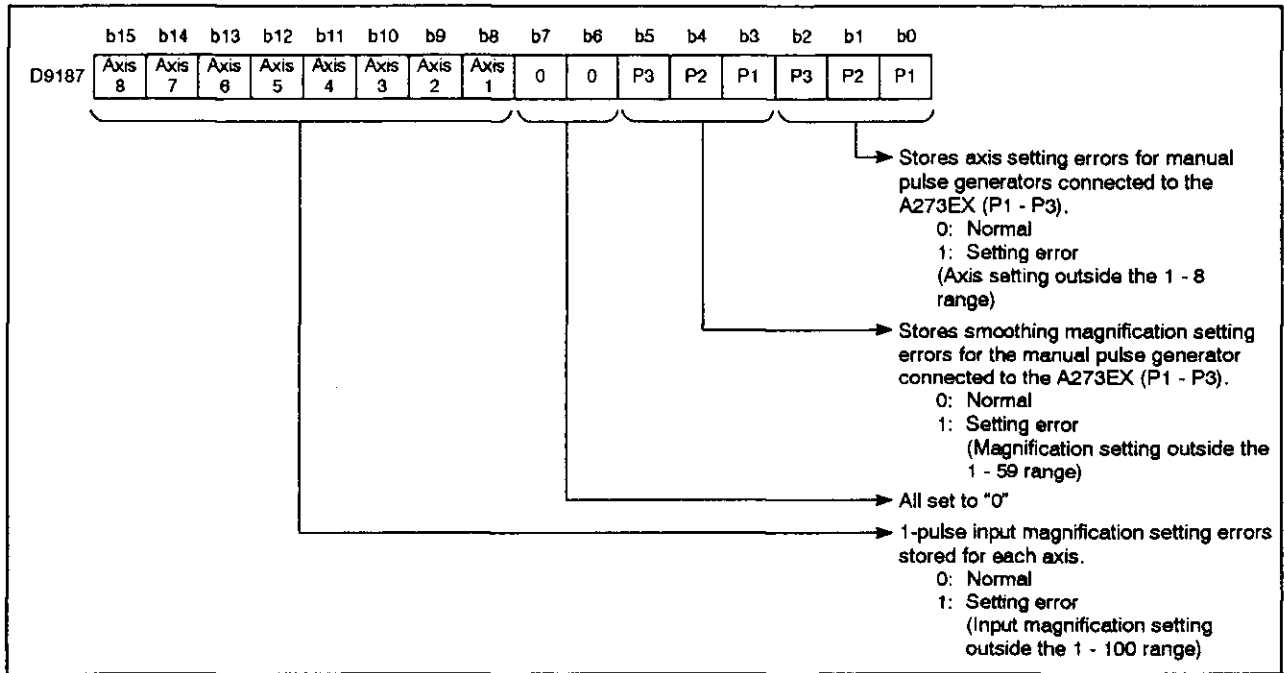 b15 b14 b13 b12 b11 b10 b9 b8 b7 b6 b5 b4 b3 b2 b1 b0
D9187 Axis 8 Axis 7 Axis 6 Axis 5 Axis 4 Axis 3 Axis 2 Axis 1 0 0 P3 P2 P1 P3 P2 P1
Stores axis setting errors for manual
pulse generators connected to the
A273EX (P1 - P3).
0: Normal
1: Setting error
(Axis setting outside the 1 - 8
range)
Stores smoothing magnification setting
errors for the manual pulse generator
connected to the A273EX (P1 - P3).
0: Normal
1: Setting error
(Magnification setting outside the
1 - 59 range)
All set to "0"
1-pulse input magnification setting errors
stored for each axis.
0: Normal
1: Setting error
(Input magnification setting
outside the 1 - 100 range)